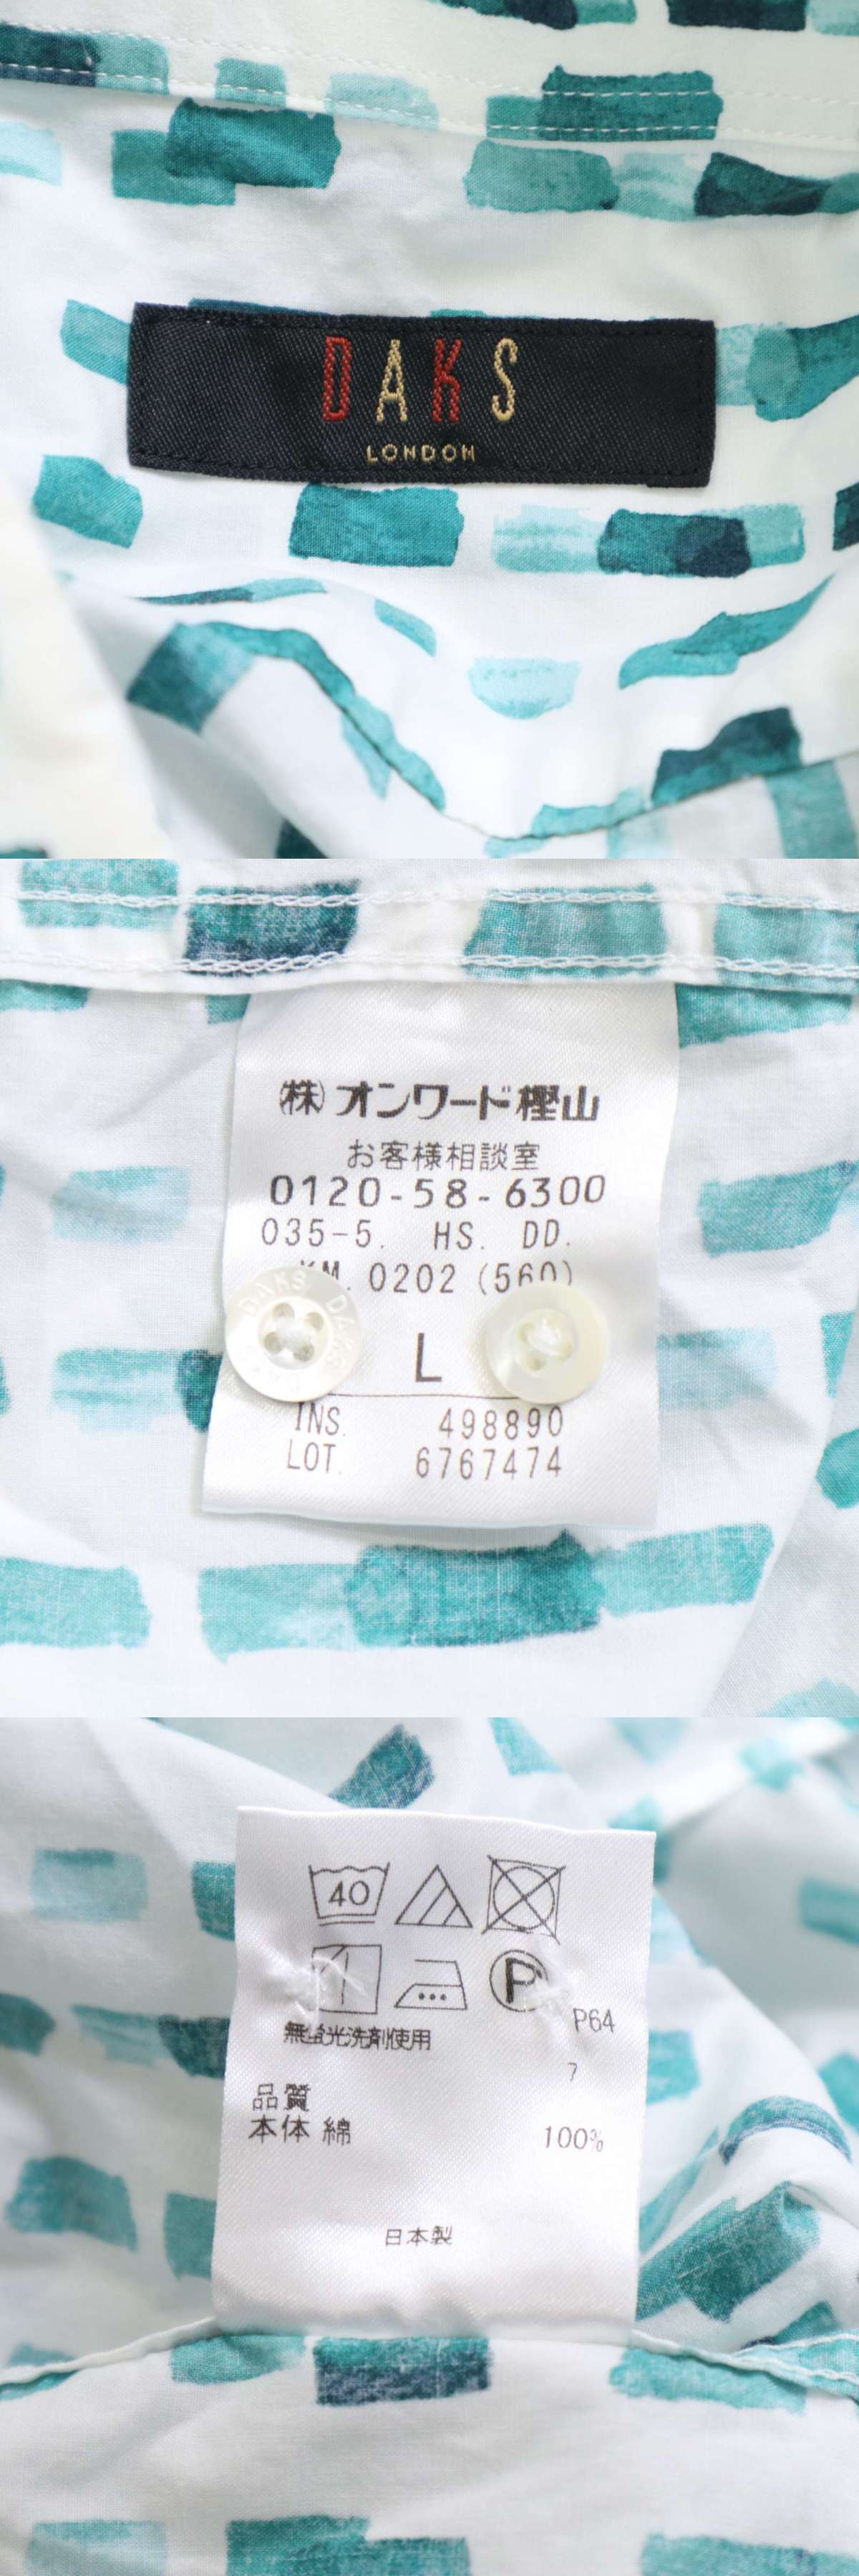 DAKS
LONDON
㈱オンワード樫山
お客様相談室
0120-58-6300
035-5. HS. DD.
KM. 0202 (560)
DAKS DAKS
L
INS. 498890
LOT. 6767474
40
P
P64
無蛍光洗剤使用
7
品質
本体 綿 100%
日本製